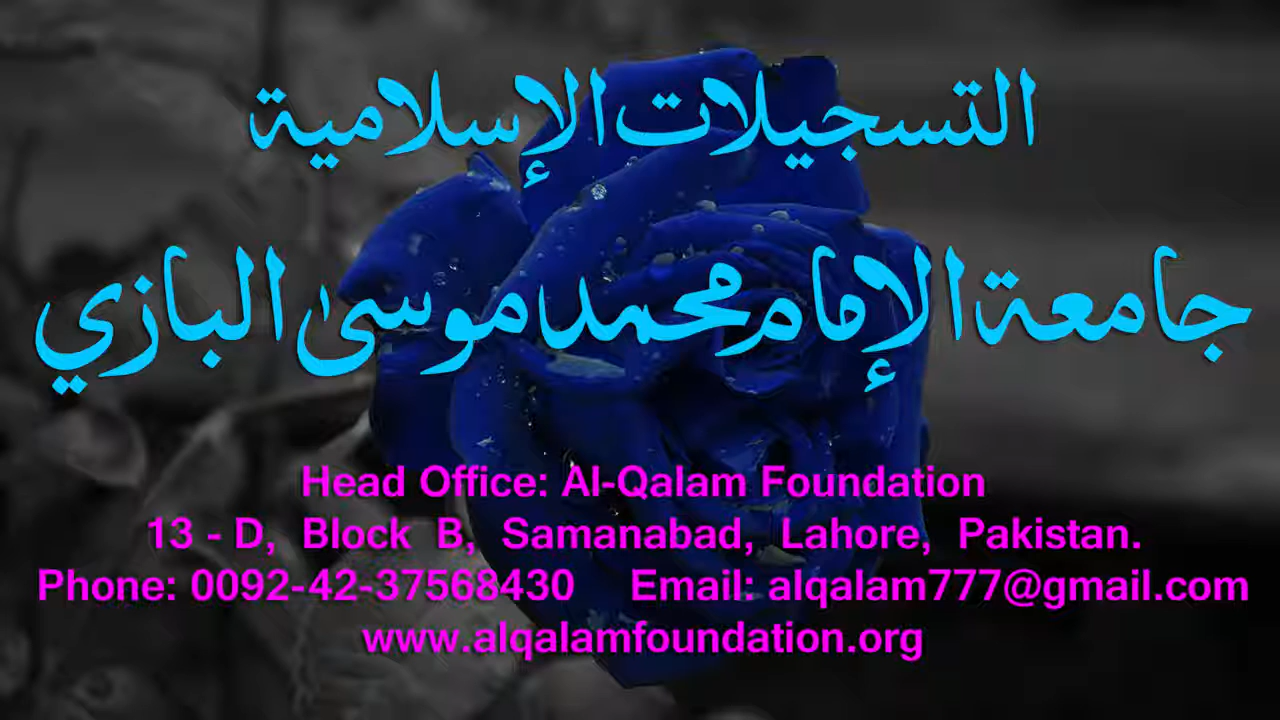 التسجيلات الإسلامية
جامعة الإمام محمد موسىٰ البازي
Head Office: Al-Qalam Foundation
13 - D, Block B, Samanabad, Lahore, Pakistan.
Phone: 0092-42-37568430 Email: alqalam777@gmail.com
www.alqalamfoundation.org